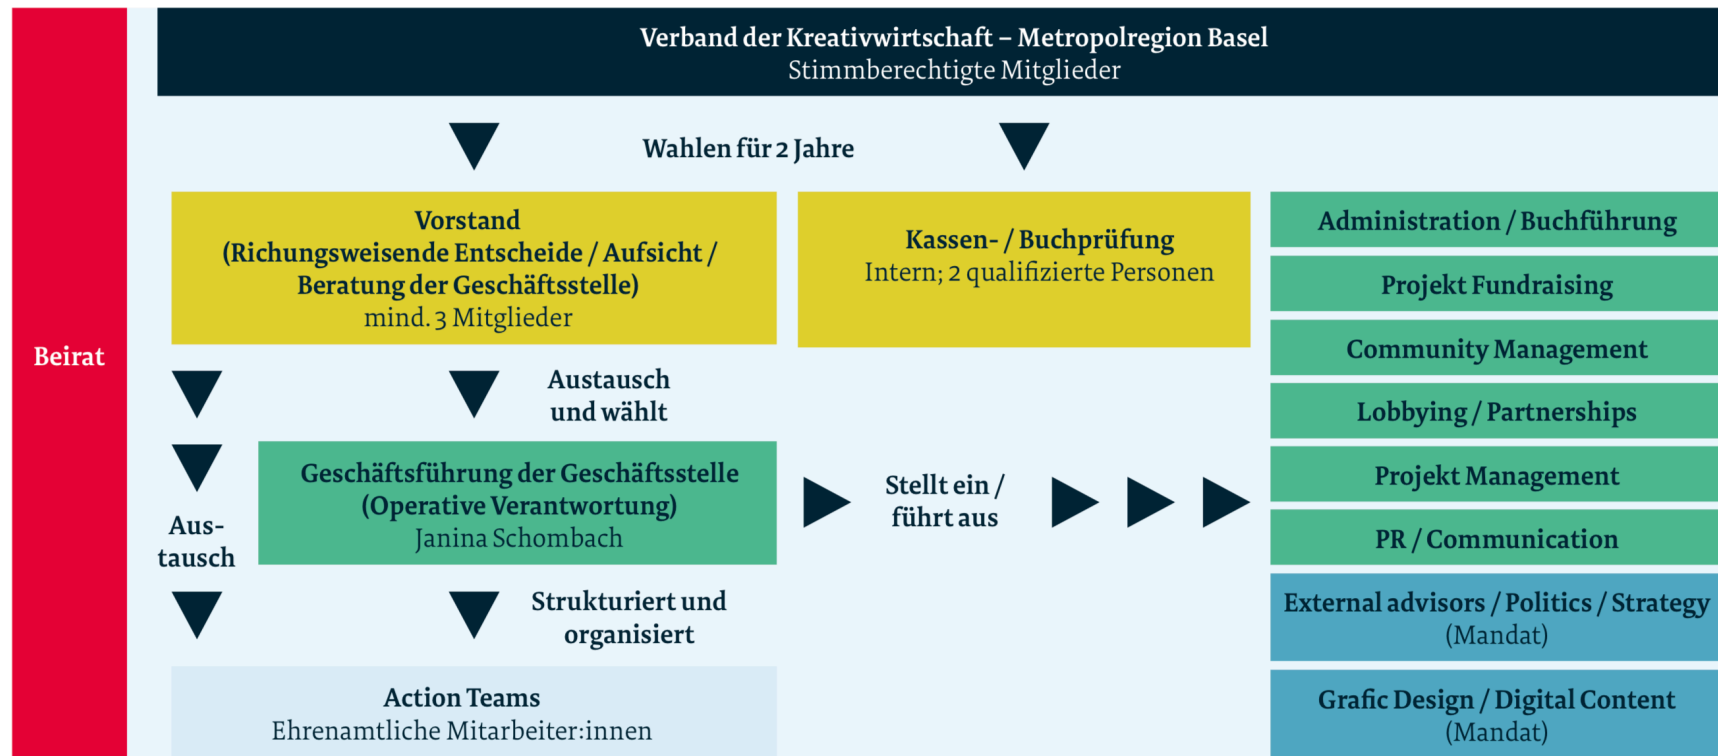 Verband der Kreativwirtschaft – Metropolregion Basel
Stimmberechtigte Mitglieder
Wahlen für 2 Jahre
Beirat
Vorstand
(Richungsweisende Entscheide / Aufsicht /
Beratung der Geschäftsstelle)
mind. 3 Mitglieder
Kassen- / Buchprüfung
Intern; 2 qualifizierte Personen
Austausch
und wählt
Geschäftsführung der Geschäftsstelle
(Operative Verantwortung)
Janina Schombach
Aus-
tausch
Stellt ein /
führt aus
Strukturiert und
organisiert
Action Teams
Ehrenamtliche Mitarbeiter:innen
Administration / Buchführung
Projekt Fundraising
Community Management
Lobbying / Partnerships
Projekt Management
PR / Communication
External advisors / Politics / Strategy
(Mandat)
Grafic Design / Digital Content
(Mandat)